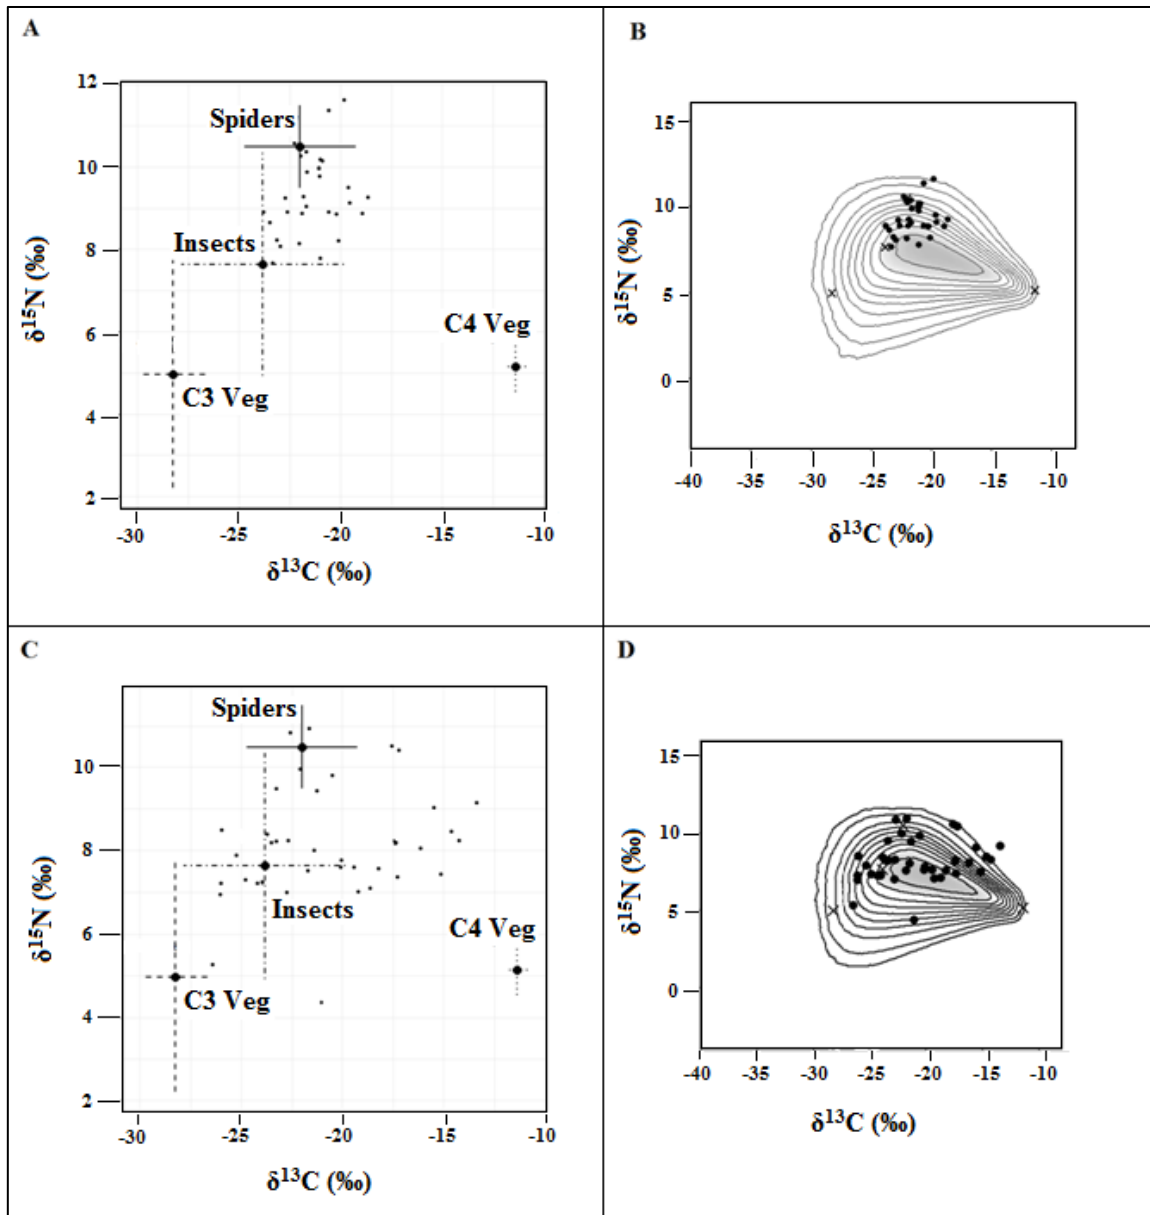 A
12
10
8
6
4
2
δ15N (‰)
Spiders
Insects
C4 Veg
C3 Veg
-30 -25 -20 -15 -10
δ13C (‰)
B
15
10
5
0
δ15N (‰)
-40 -35 -30 -25 -20 -15 -10
δ13C (‰)
C
10
8
6
4
2
δ15N (‰)
Spiders
Insects
C4 Veg
C3 Veg
-30 -25 -20 -15 -10
δ13C (‰)
D
15
10
5
0
δ15N (‰)
-40 -35 -30 -25 -20 -15 -10
δ13C (‰)